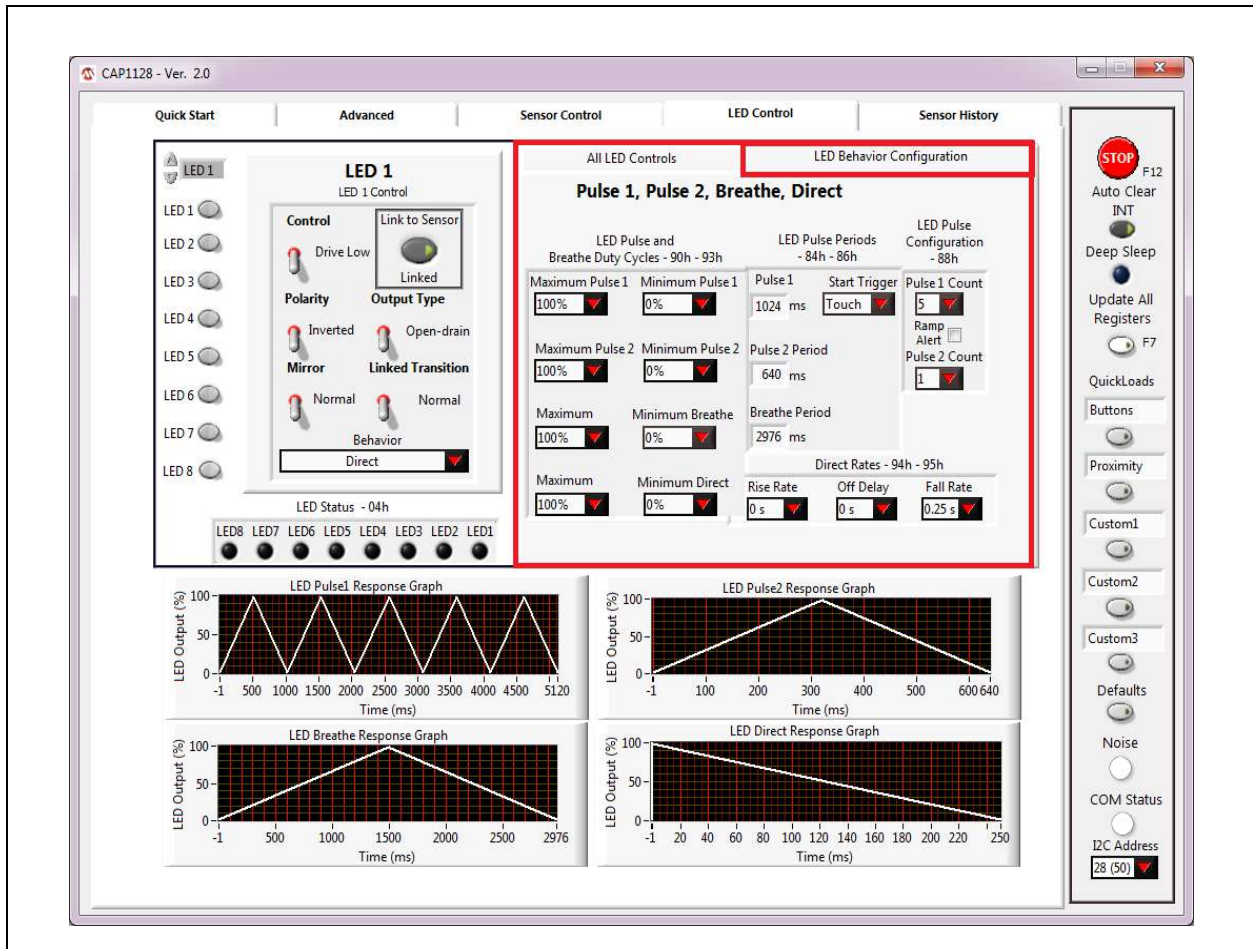 CAP1128 - Ver. 2.0
Quick Start
Advanced
Sensor Control
LED Control
Sensor History
LED 1
LED 1
LED 2
LED 3
LED 4
LED 5
LED 6
LED 7
LED 8
LED 1
LED 1 Control
Control
Drive Low
Link to Sensor
Linked
Polarity
Inverted
Output Type
Open-drain
Mirror
Normal
Linked Transition
Normal
Behavior
Direct
LED Status - 04h
LED8 LED7 LED6 LED5 LED4 LED3 LED2 LED1
All LED Controls
LED Behavior Configuration
Pulse 1, Pulse 2, Breathe, Direct
LED Pulse and
Breathe Duty Cycles - 90h - 93h
Maximum Pulse 1 Minimum Pulse 1
100% 0%
Maximum Pulse 2 Minimum Pulse 2
100% 0%
Maximum Minimum Breathe
100% 0%
Maximum Minimum Direct
100% 0%
LED Pulse Periods
- 84h - 86h
Pulse 1 Start Trigger
1024 ms Touch
Pulse 2 Period
640 ms
Breathe Period
2976 ms
LED Pulse
Configuration
- 88h
Pulse 1 Count
5
Ramp
Alert
Pulse 2 Count
1
Direct Rates - 94h - 95h
Rise Rate Off Delay Fall Rate
0 s 0 s 0.25 s
LED Pulse1 Response Graph
LED Output (%)
100
50
0
-1 500 1000 1500 2000 2500 3000 3500 4000 4500 5120
Time (ms)
LED Pulse2 Response Graph
LED Output (%)
100
50
0
-1 100 200 300 400 500 600 640
Time (ms)
LED Breathe Response Graph
LED Output (%)
100
50
0
-1 500 1000 1500 2000 2500 2976
Time (ms)
LED Direct Response Graph
LED Output (%)
100
50
0
-1 20 40 60 80 100 120 140 160 180 200 220 250
Time (ms)
STOP
F12
Auto Clear
INT
Deep Sleep
Update All
Registers
F7
QuickLoads
Buttons
Proximity
Custom1
Custom2
Custom3
Defaults
Noise
COM Status
I2C Address
28 (50)